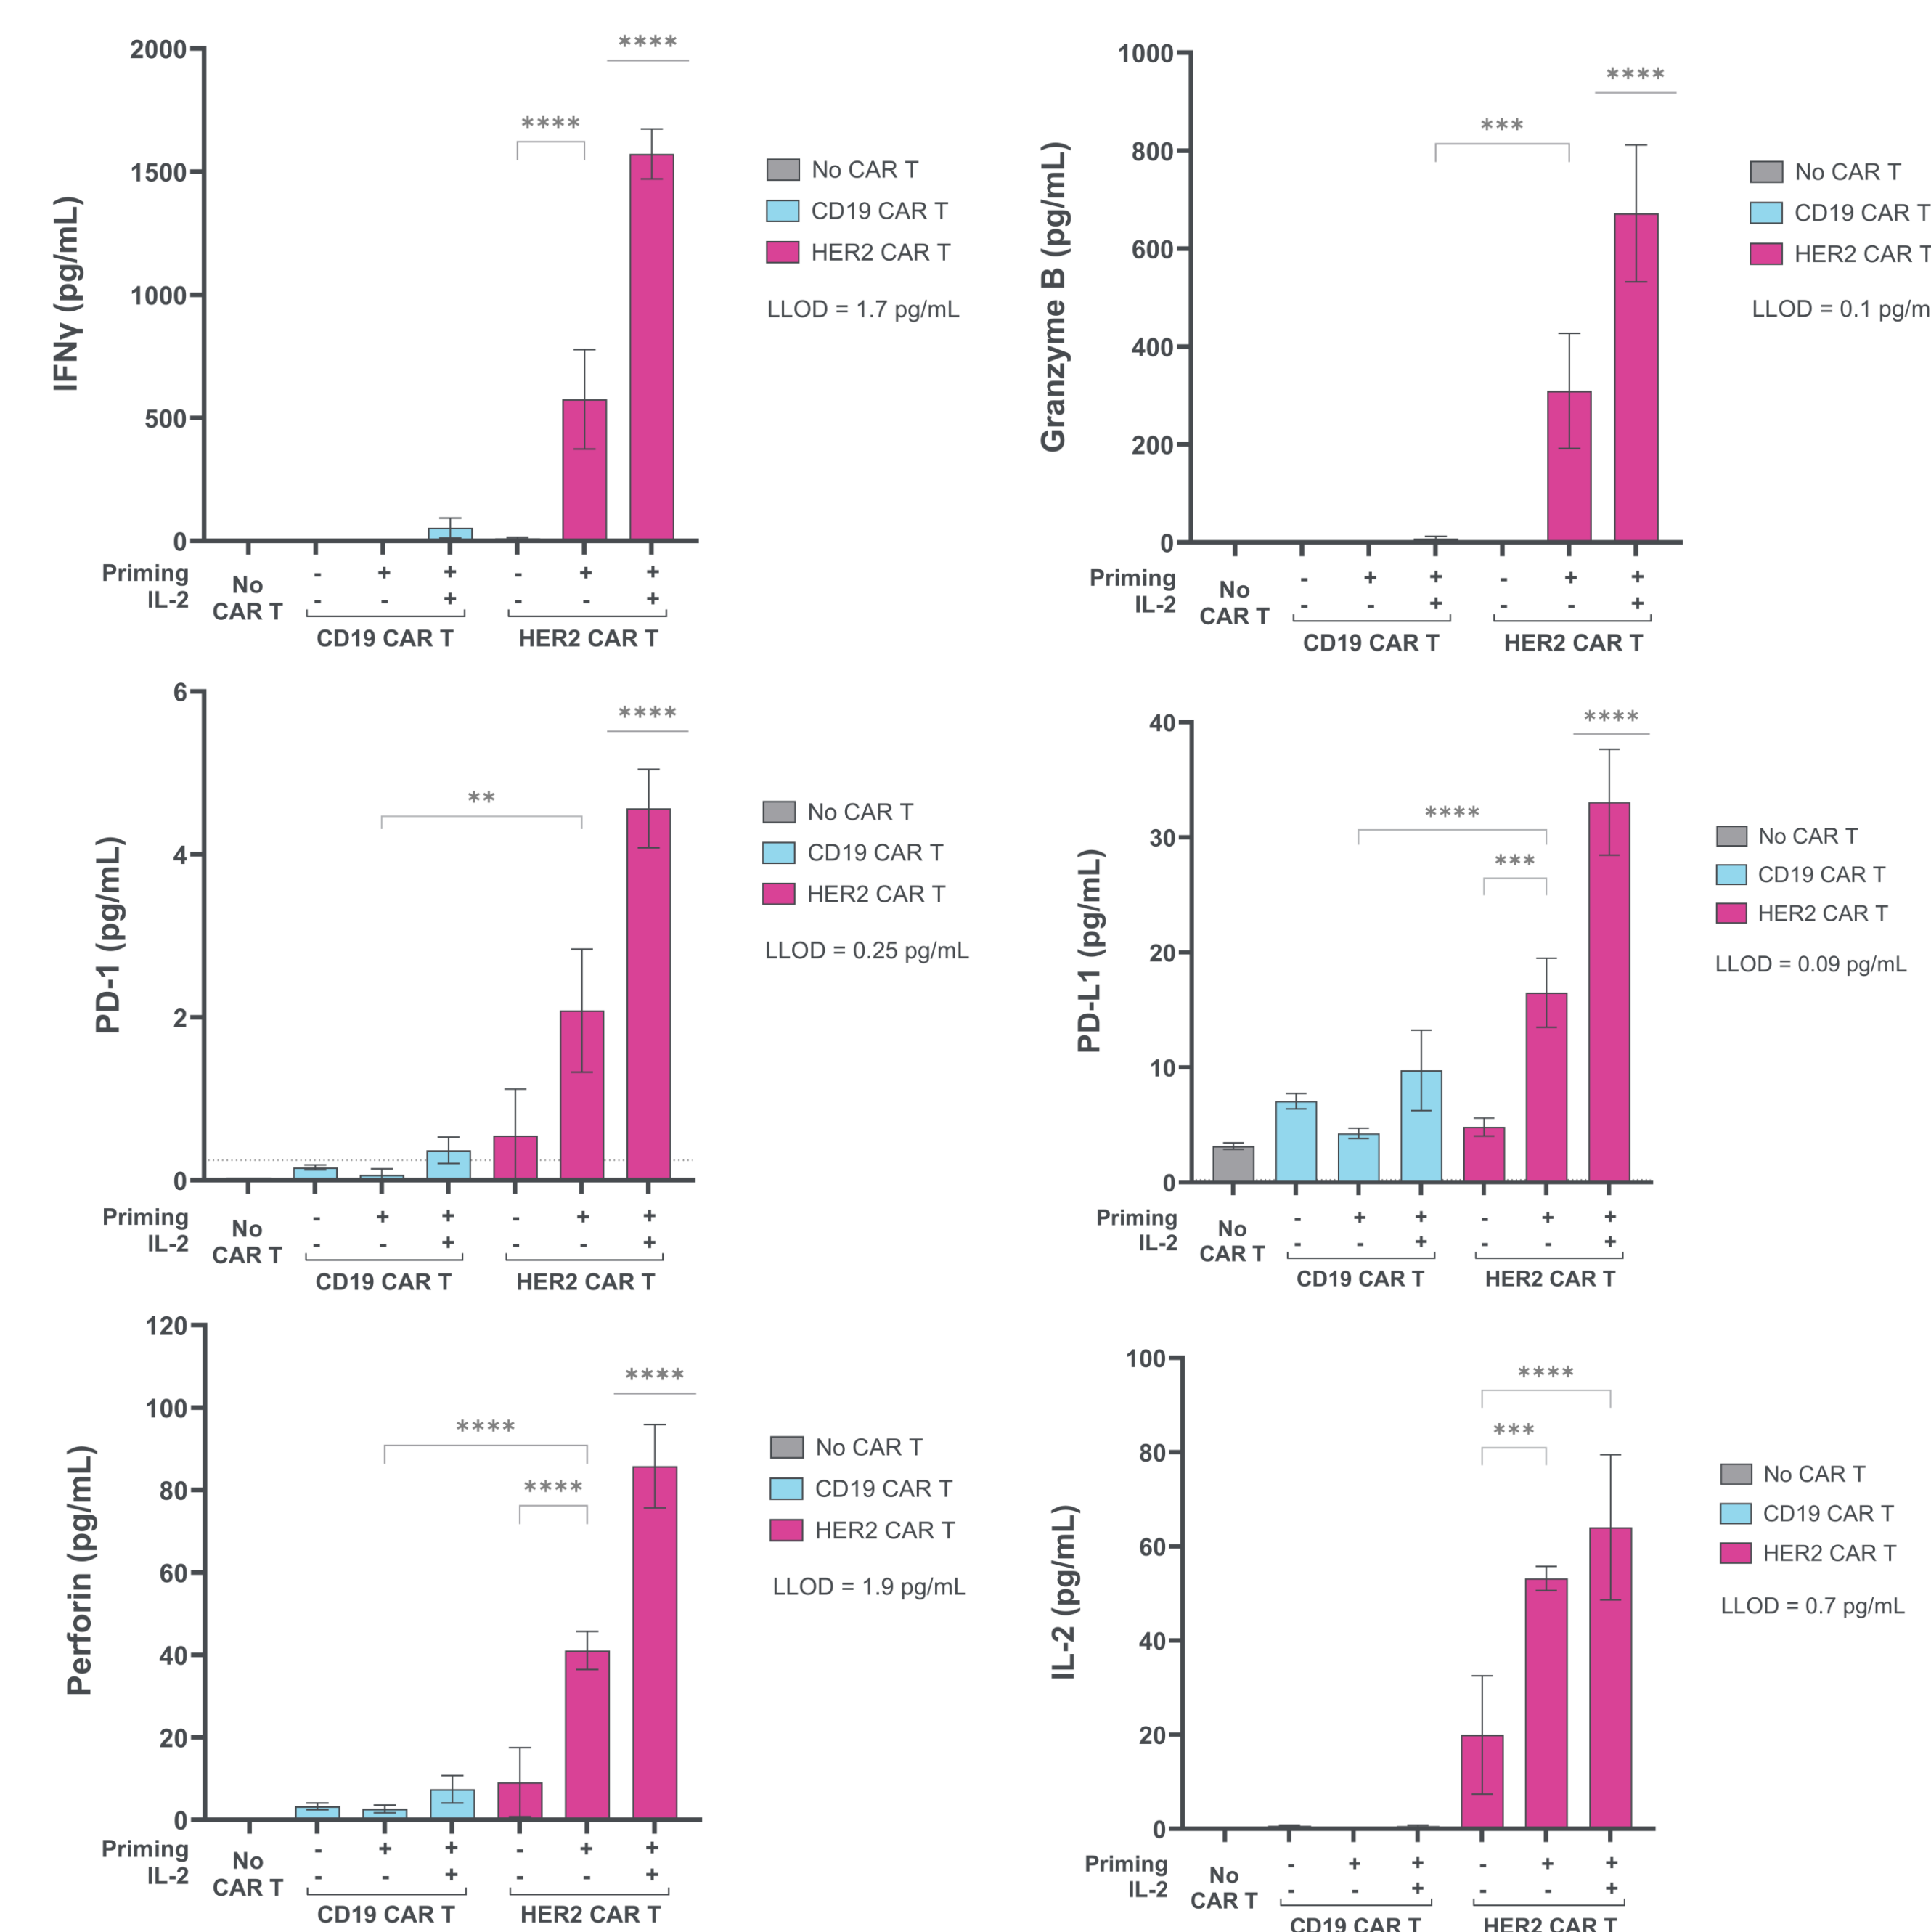 IFNγ (pg/mL)
2000
1500
1000
500
0
****
****
No CAR T
CD19 CAR T
HER2 CAR T
LLOD = 1.7 pg/mL
Priming - + + - + +
IL-2 - - + - - +
No
CAR T
CD19 CAR T HER2 CAR T
Granzyme B (pg/mL)
1000
800
600
400
200
0
***
****
No CAR T
CD19 CAR T
HER2 CAR T
LLOD = 0.1 pg/m
Priming - + + - + +
IL-2 - - + - - +
No
CAR T
CD19 CAR T HER2 CAR T
PD-1 (pg/mL)
6
4
2
0
**
****
No CAR T
CD19 CAR T
HER2 CAR T
LLOD = 0.25 pg/mL
Priming - + + - + +
IL-2 - - + - - +
No
CAR T
CD19 CAR T HER2 CAR T
PD-L1 (pg/mL)
40
30
20
10
0
****
****
***
No CAR T
CD19 CAR T
HER2 CAR T
LLOD = 0.09 pg/mL
Priming - + + - + +
IL-2 - - + - - +
No
CAR T
CD19 CAR T HER2 CAR T
Perforin (pg/mL)
120
100
80
60
40
20
0
****
****
****
No CAR T
CD19 CAR T
HER2 CAR T
LLOD = 1.9 pg/mL
Priming - + + - + +
IL-2 - - + - - +
No
CAR T
CD19 CAR T HER2 CAR T
IL-2 (pg/mL)
100
80
60
40
20
0
****
***
No CAR T
CD19 CAR T
HER2 CAR T
LLOD = 0.7 pg/mL
Priming - + + - + +
IL-2 - - + - - +
No
CAR T
CD19 CAR T HER2 CAR T